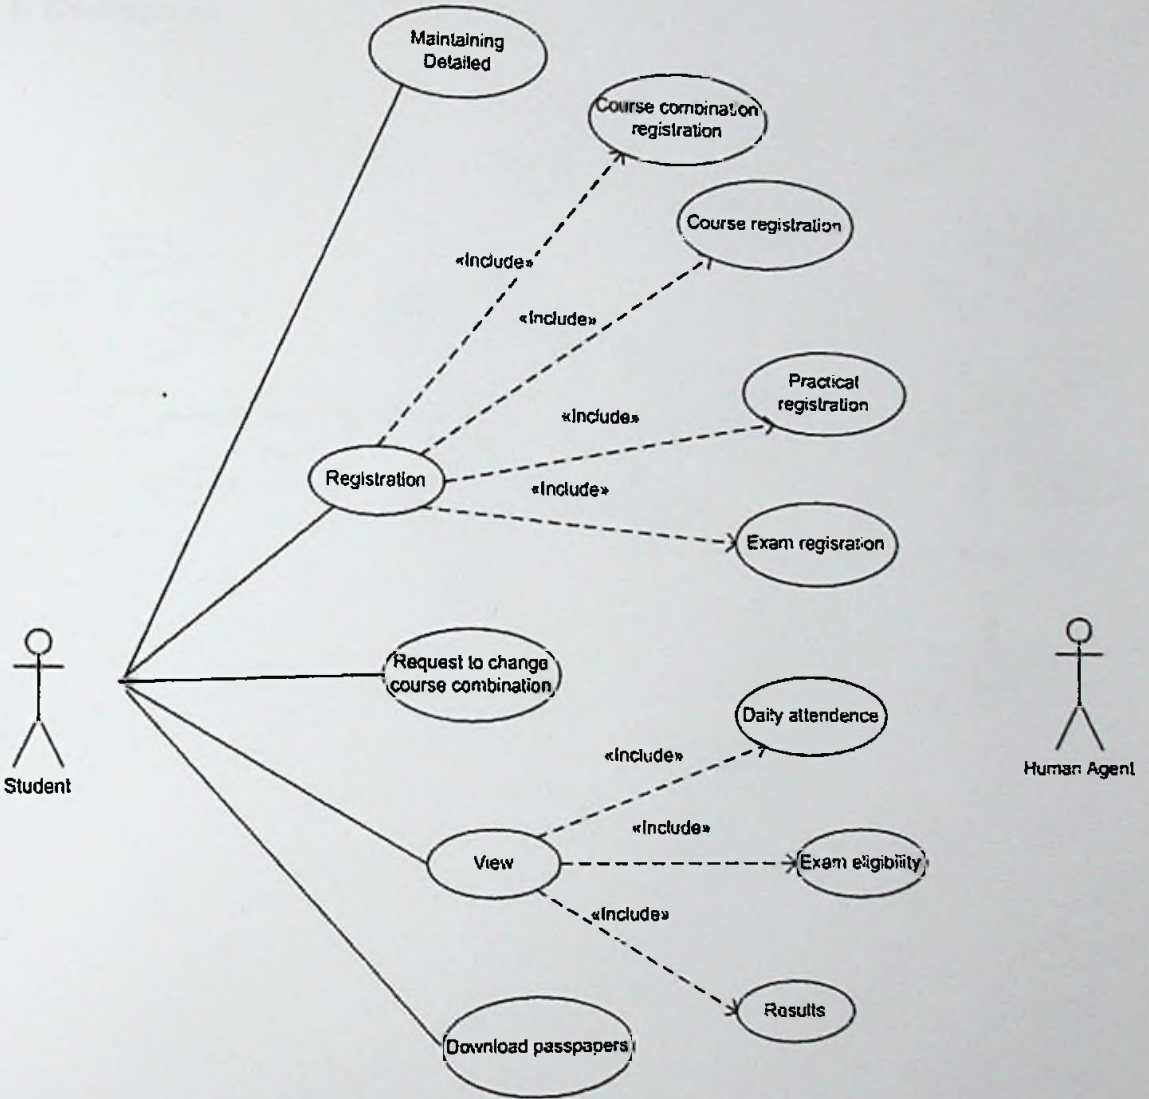 Maintaining
Detailed
Course combination
registration
Course registration
«Include»
«Include»
Practical
registration
«Include»
Registration
«Include»
Exam regisration
Request to change
course combination
Daily attendence
«Include»
Student
Human Agent
«Include»
View
Exam eligibility
«Include»
Results
Download passpapers